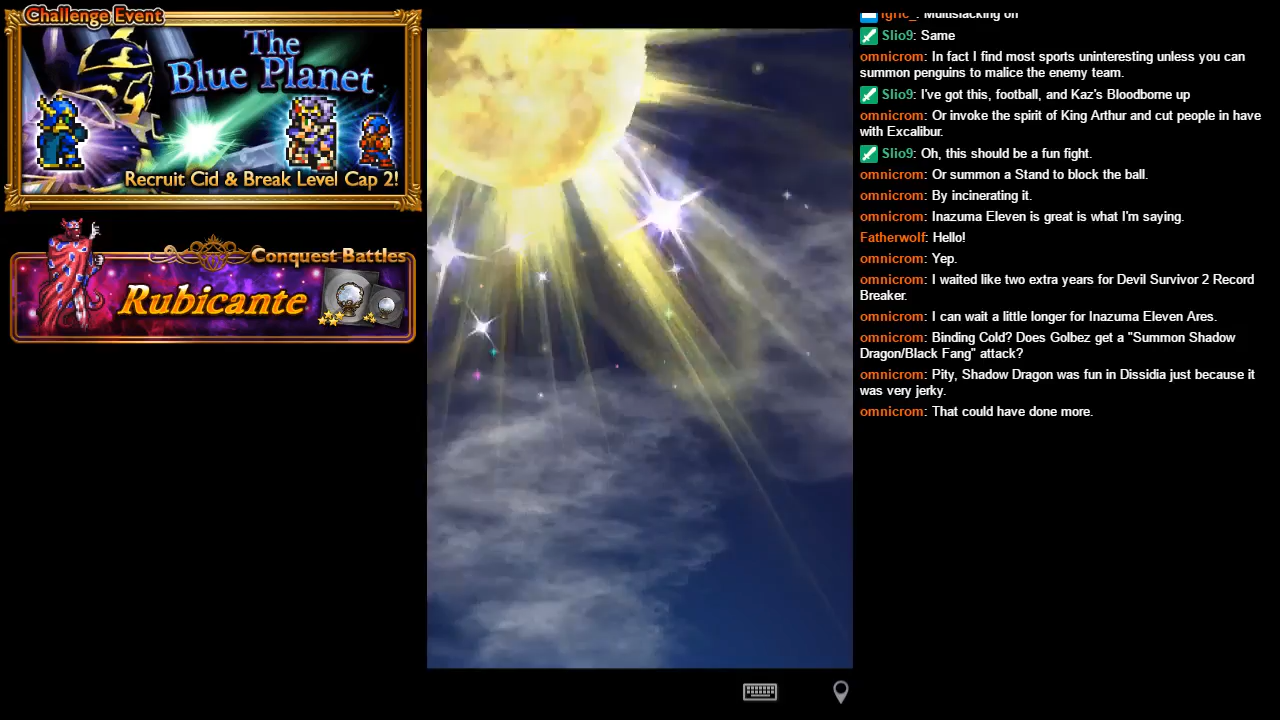 Challenge Event
The
Blue Planet
Recruit Cid & Break Level Cap 2!
Conquest Battles
Rubicante
igric_: Multislacking on
Slio9: Same
omnicrom: In fact I find most sports uninteresting unless you can
summon penguins to malice the enemy team.
Slio9: I've got this, football, and Kaz's Bloodborne up
omnicrom: Or invoke the spirit of King Arthur and cut people in have
with Excalibur.
Slio9: Oh, this should be a fun fight.
omnicrom: Or summon a Stand to block the ball.
omnicrom: By incinerating it.
omnicrom: Inazuma Eleven is great is what I'm saying.
Fatherwolf: Hello!
omnicrom: Yep.
omnicrom: I waited like two extra years for Devil Survivor 2 Record
Breaker.
omnicrom: I can wait a little longer for Inazuma Eleven Ares.
omnicrom: Binding Cold? Does Golbez get a "Summon Shadow
Dragon/Black Fang" attack?
omnicrom: Pity, Shadow Dragon was fun in Dissidia just because it
was very jerky.
omnicrom: That could have done more.